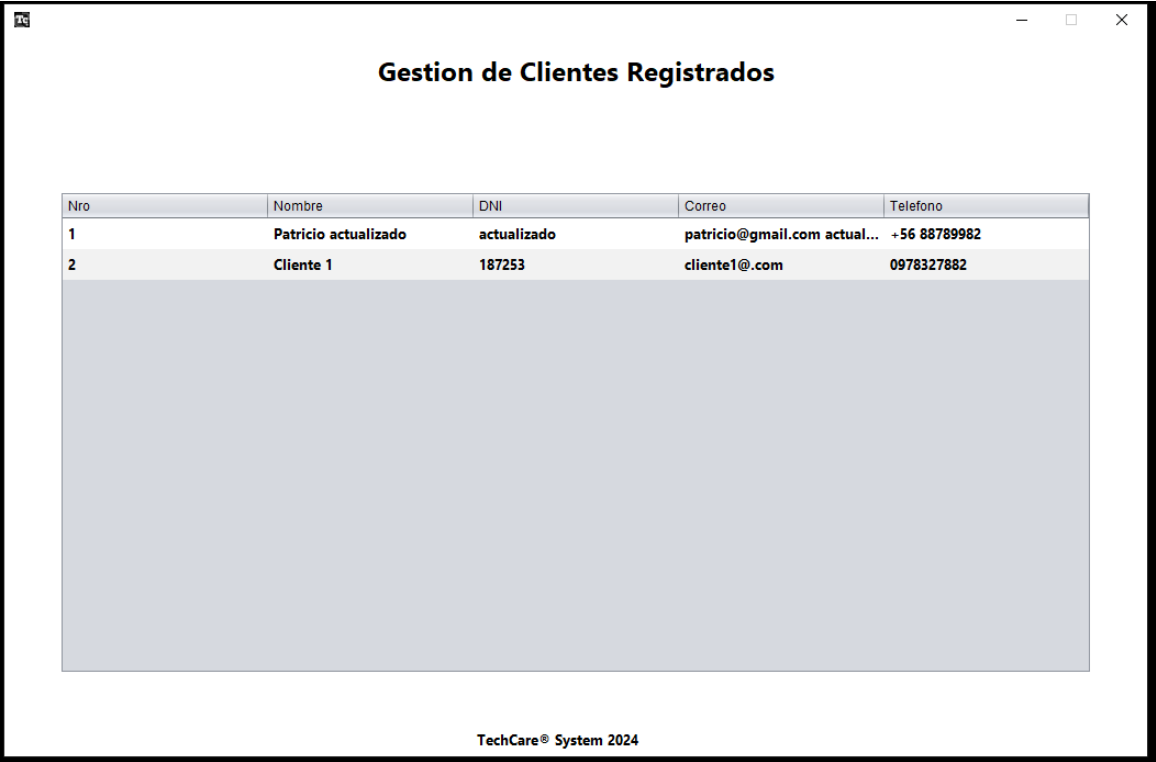 Tc
Gestion de Clientes Registrados
Nro Nombre DNI Correo Telefono
1 Patricio actualizado actualizado patricio@gmail.com actual... +56 88789982
2 Cliente 1 187253 cliente1@.com 0978327882
TechCare® System 2024